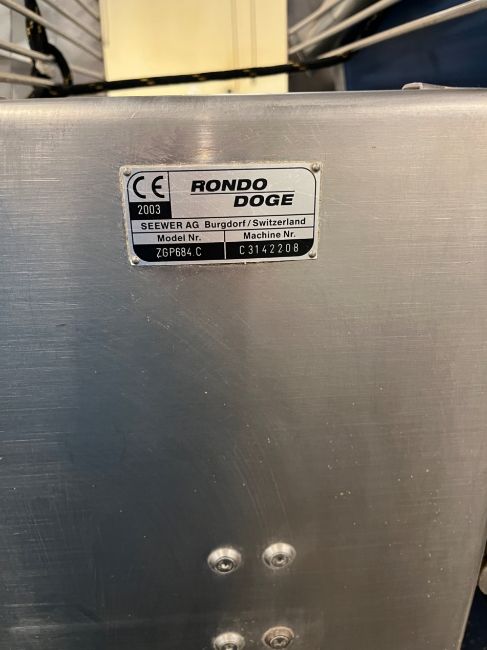 CE RONDO
2003 DOGE
SEEWER AG Burgdorf/Switzerland
Model Nr. Machine Nr.
ZGP684.C C3142208